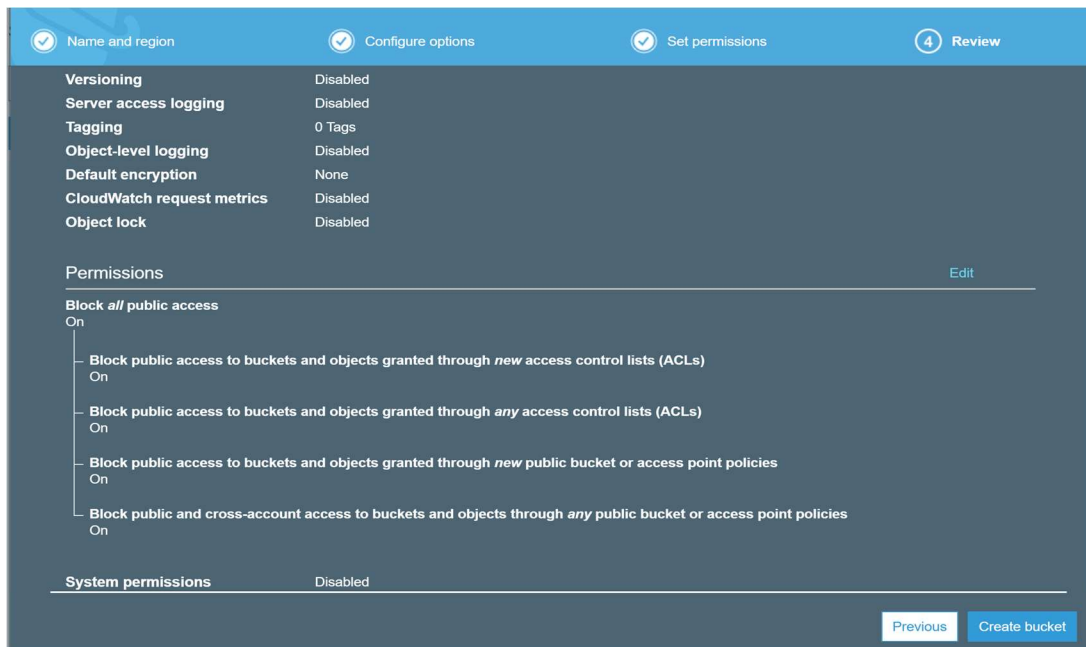 Name and region Configure options Set permissions 4 Review
Versioning Disabled
Server access logging Disabled
Tagging 0 Tags
Object-level logging Disabled
Default encryption None
CloudWatch request metrics Disabled
Object lock Disabled
Permissions Edit
Block all public access
On
Block public access to buckets and objects granted through new access control lists (ACLs)
On
Block public access to buckets and objects granted through any access control lists (ACLs)
On
Block public access to buckets and objects granted through new public bucket or access point policies
On
Block public and cross-account access to buckets and objects through any public bucket or access point policies
On
System permissions Disabled
Previous Create bucket